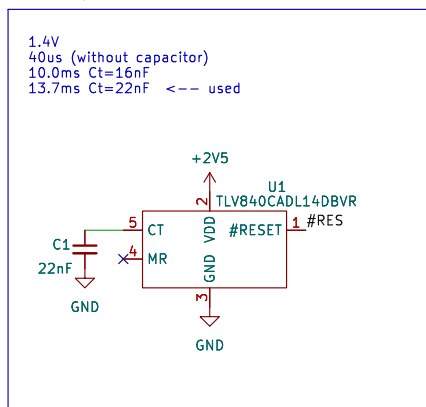 1.4V
40us (without capacitor)
10.0ms Ct=16nF
13.7ms Ct=22nF <-- used
+2V5
U1
TLV840CADL14DBVR
2
VDD
5
CT
#RESET
1
#RES
C1
22nF
4
MR
GND
3
GND
GND